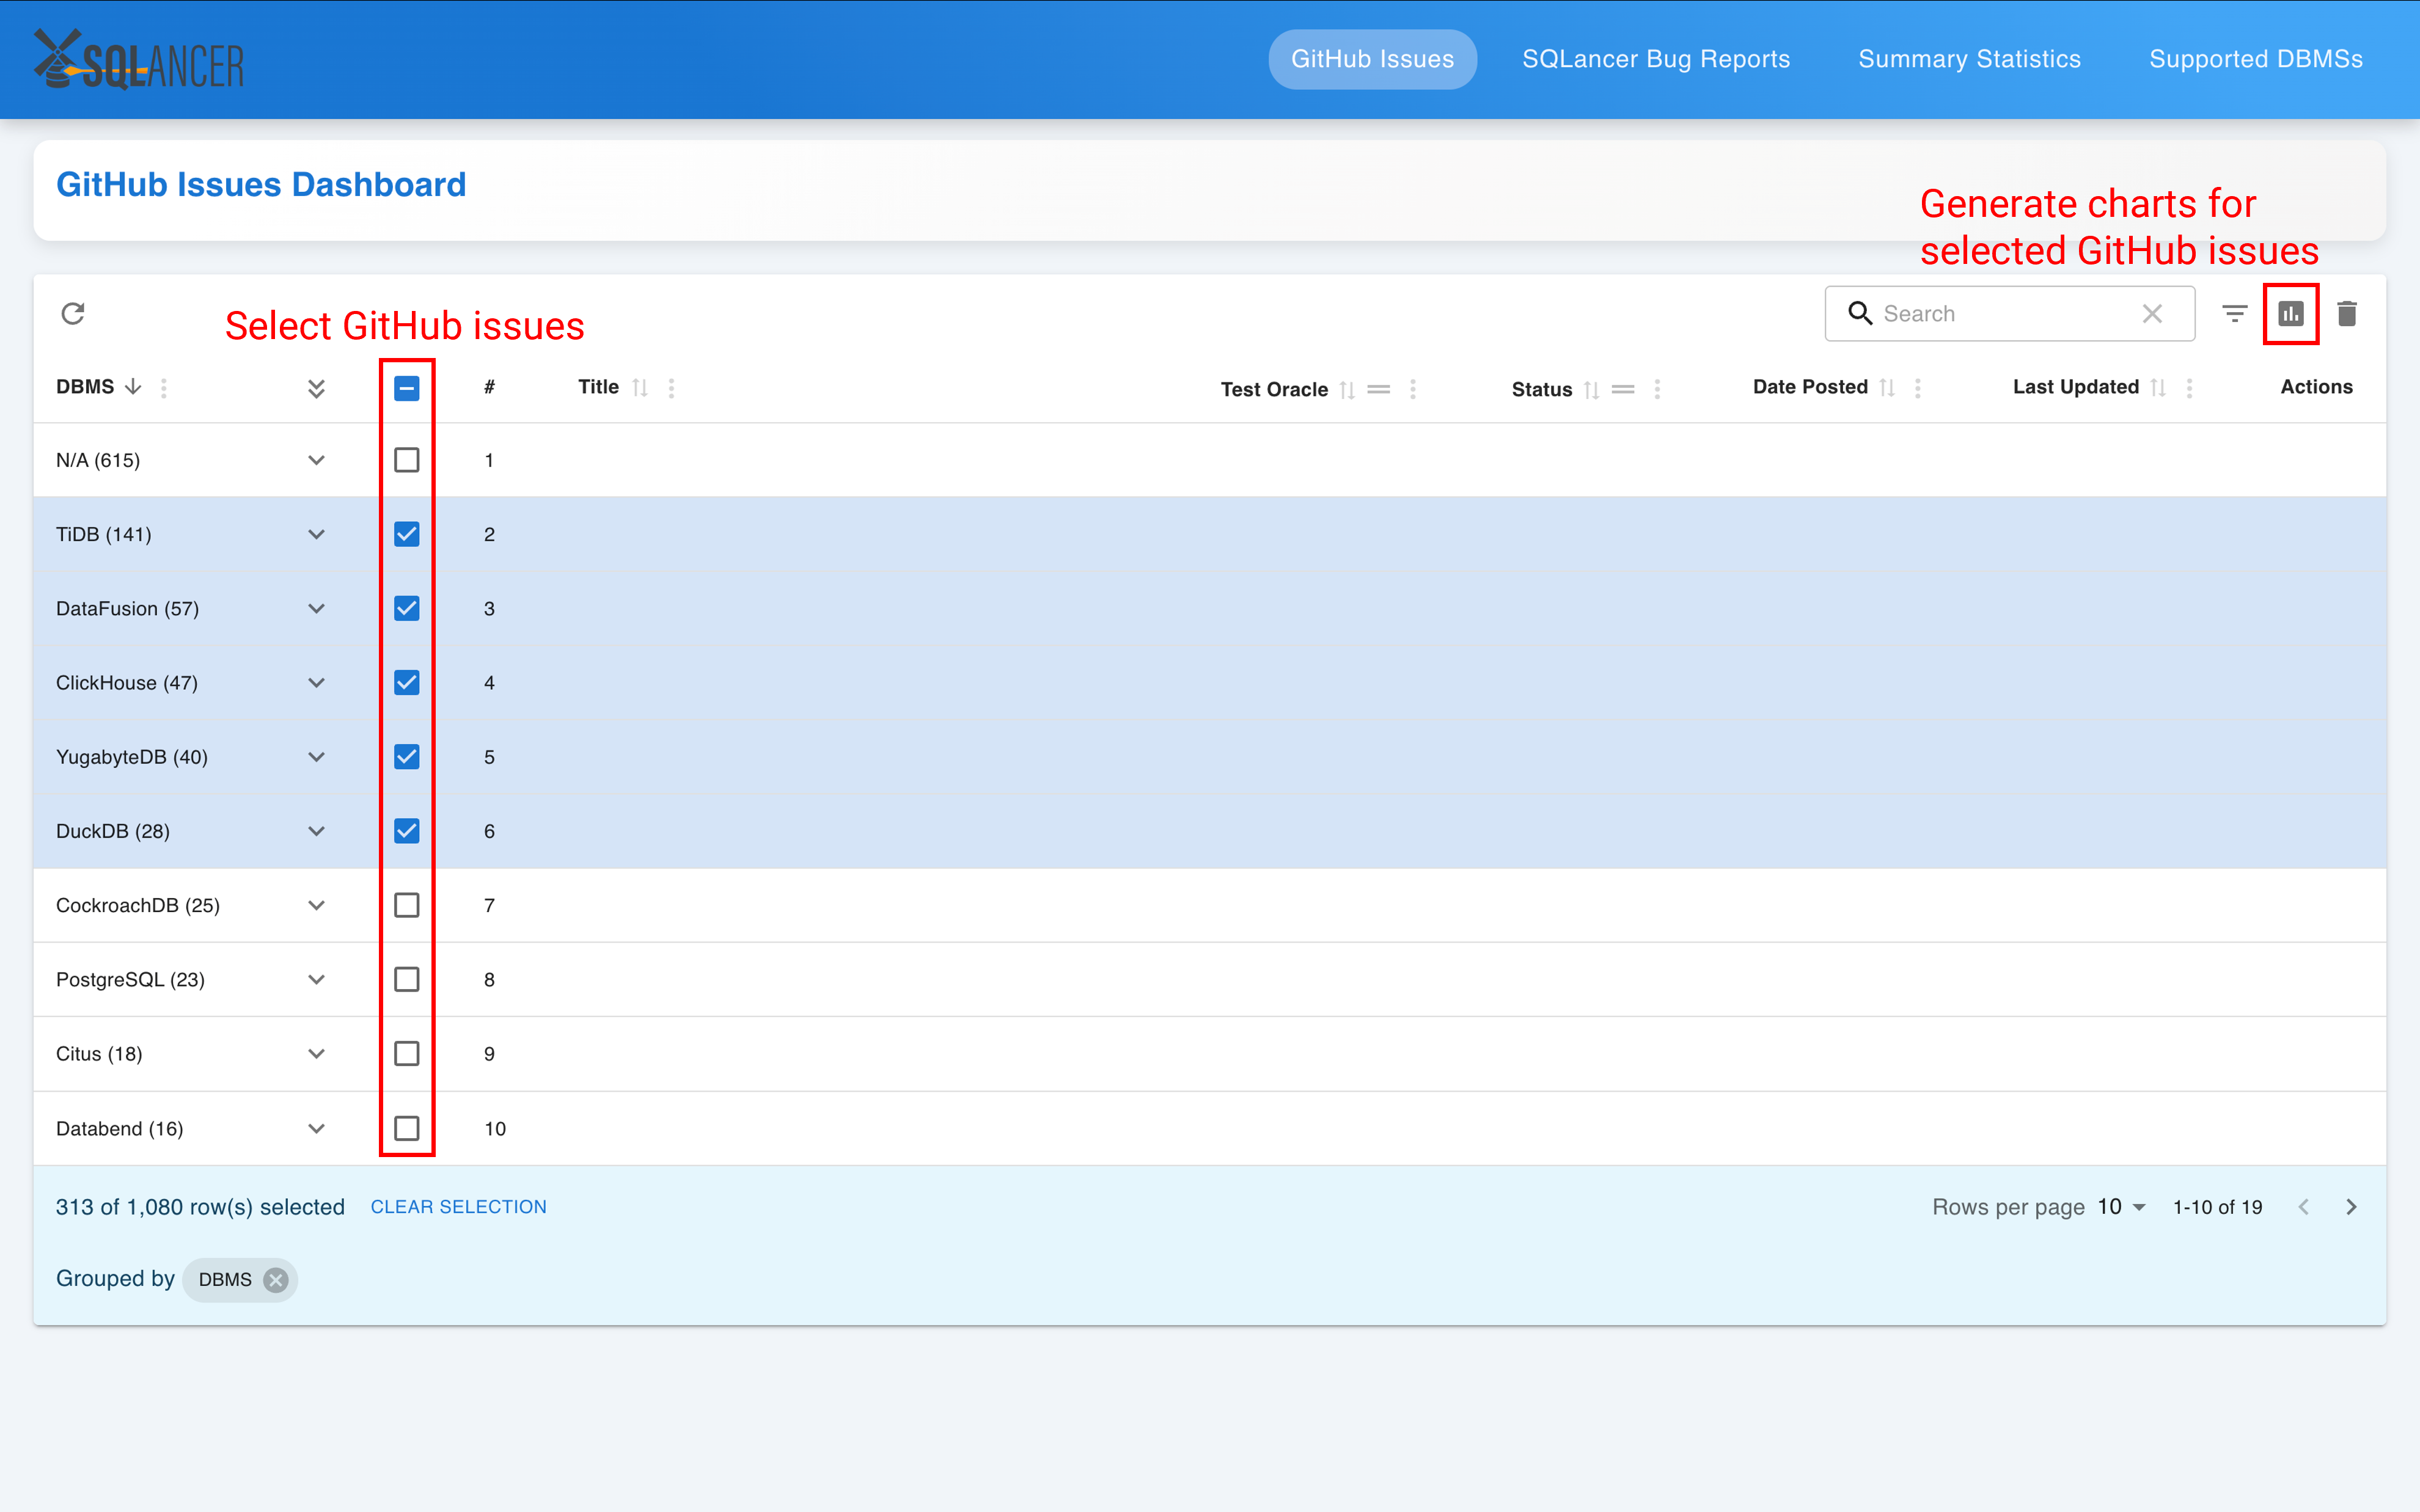 SQLANCER
GitHub Issues
SQLancer Bug Reports
Summary Statistics
Supported DBMSs
GitHub Issues Dashboard
Generate charts for
selected GitHub issues
Select GitHub issues
Search
DBMS
#
Title
Test Oracle
Status
Date Posted
Last Updated
Actions
N/A (615)
1
TiDB (141)
2
DataFusion (57)
3
ClickHouse (47)
4
YugabyteDB (40)
5
DuckDB (28)
6
CockroachDB (25)
7
PostgreSQL (23)
8
Citus (18)
9
Databend (16)
10
313 of 1,080 row(s) selected
CLEAR SELECTION
Rows per page
10
1-10 of 19
Grouped by
DBMS